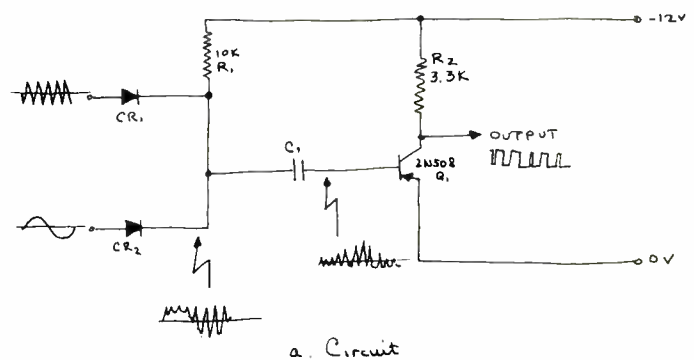 -12V
10K
R1
R2
3.3K
CR1
C1
OUTPUT
2N508
Q1
CR2
0V
a. Circuit